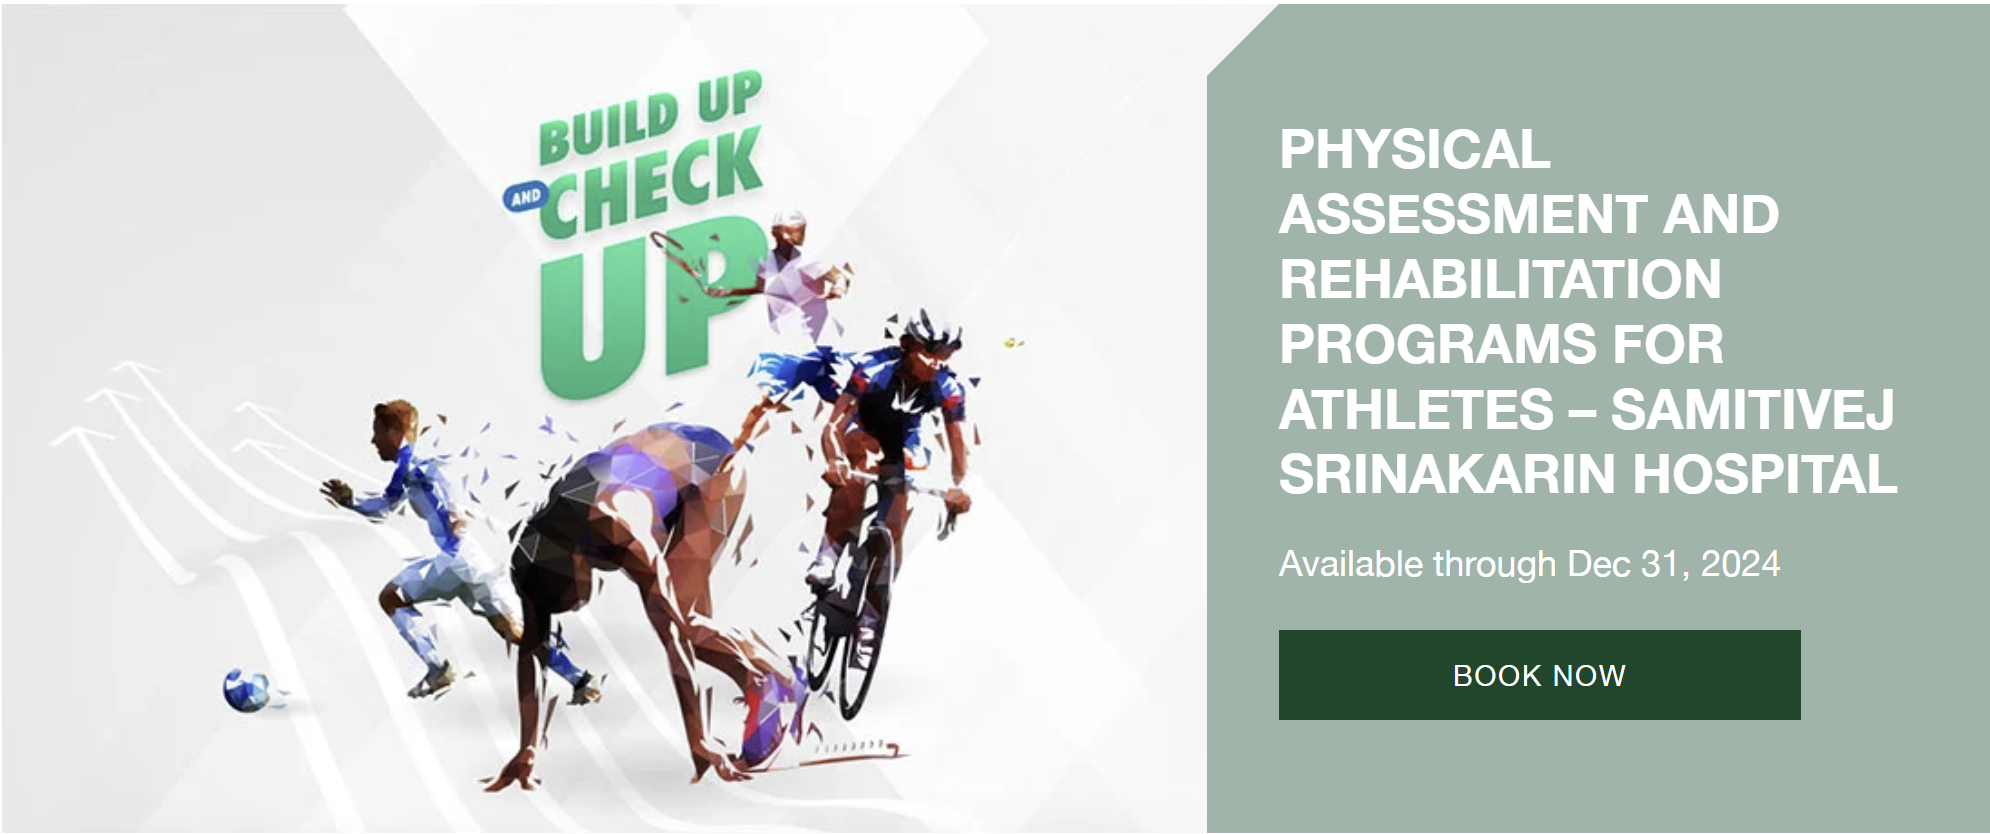 BUILD UP
AND CHECK
UP
PHYSICAL
ASSESSMENT AND
REHABILITATION
PROGRAMS FOR
ATHLETES – SAMITIVEJ
SRINAKARIN HOSPITAL
Available through Dec 31, 2024
BOOK NOW